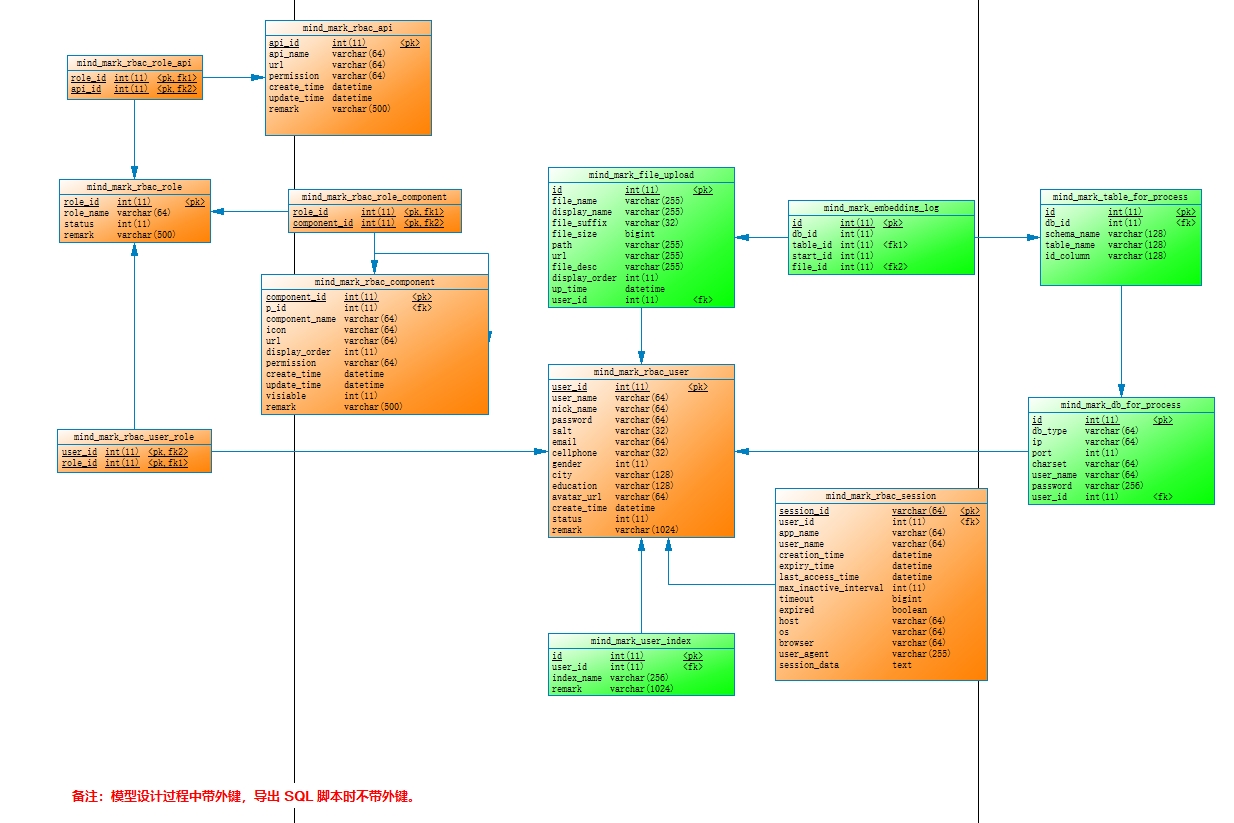 mind_mark_rbac_api
api_id int(11) <pk>
api_name varchar(64)
url varchar(64)
permission varchar(64)
create_time datetime
update_time datetime
remark varchar(500)
mind_mark_rbac_role_api
role_id int(11) <pk,fk1>
api_id int(11) <pk,fk2>
mind_mark_rbac_role
role_id int(11) <pk>
role_name varchar(64)
status int(11)
remark varchar(500)
mind_mark_rbac_role_component
role_id int(11) <pk,fk1>
component_id int(11) <pk,fk2>
mind_mark_rbac_component
component_id int(11) <pk>
p_id int(11) <fk>
component_name varchar(64)
icon varchar(64)
url varchar(64)
display_order int(11)
permission varchar(64)
create_time datetime
update_time datetime
visiable int(11)
remark varchar(500)
mind_mark_rbac_user_role
user_id int(11) <pk,fk2>
role_id int(11) <pk,fk1>
mind_mark_file_upload
id int(11) <pk>
file_name varchar(255)
display_name varchar(255)
file_suffix varchar(32)
file_size bigint
path varchar(255)
url varchar(255)
file_desc varchar(255)
display_order int(11)
up_time datetime
user_id int(11) <fk>
mind_mark_embedding_log
id int(11) <pk>
db_id int(11)
table_id int(11) <fk1>
start_id int(11)
file_id int(11) <fk2>
mind_mark_table_for_process
id int(11) <pk>
db_id int(11) <fk>
schema_name varchar(128)
table_name varchar(128)
id_column varchar(128)
mind_mark_rbac_user
user_id int(11) <pk>
user_name varchar(64)
nick_name varchar(64)
password varchar(64)
salt varchar(32)
email varchar(64)
cellphone varchar(32)
gender int(11)
city varchar(128)
education varchar(128)
avatar_url varchar(64)
create_time datetime
status int(11)
remark varchar(1024)
mind_mark_db_for_process
id int(11) <pk>
db_type varchar(64)
ip varchar(64)
port int(11)
charset varchar(64)
user_name varchar(64)
password varchar(256)
user_id int(11) <fk>
mind_mark_rbac_session
session_id varchar(64) <pk>
user_id int(11) <fk>
app_name varchar(64)
user_name varchar(64)
creation_time datetime
expiry_time datetime
last_access_time datetime
max_inactive_interval int(11)
timeout bigint
expired boolean
host varchar(64)
os varchar(64)
browser varchar(64)
user_agent varchar(255)
session_data text
mind_mark_user_index
id int(11) <pk>
user_id int(11) <fk>
index_name varchar(256)
remark varchar(1024)
备注：模型设计过程中带外键，导出 SQL 脚本时不带外键。